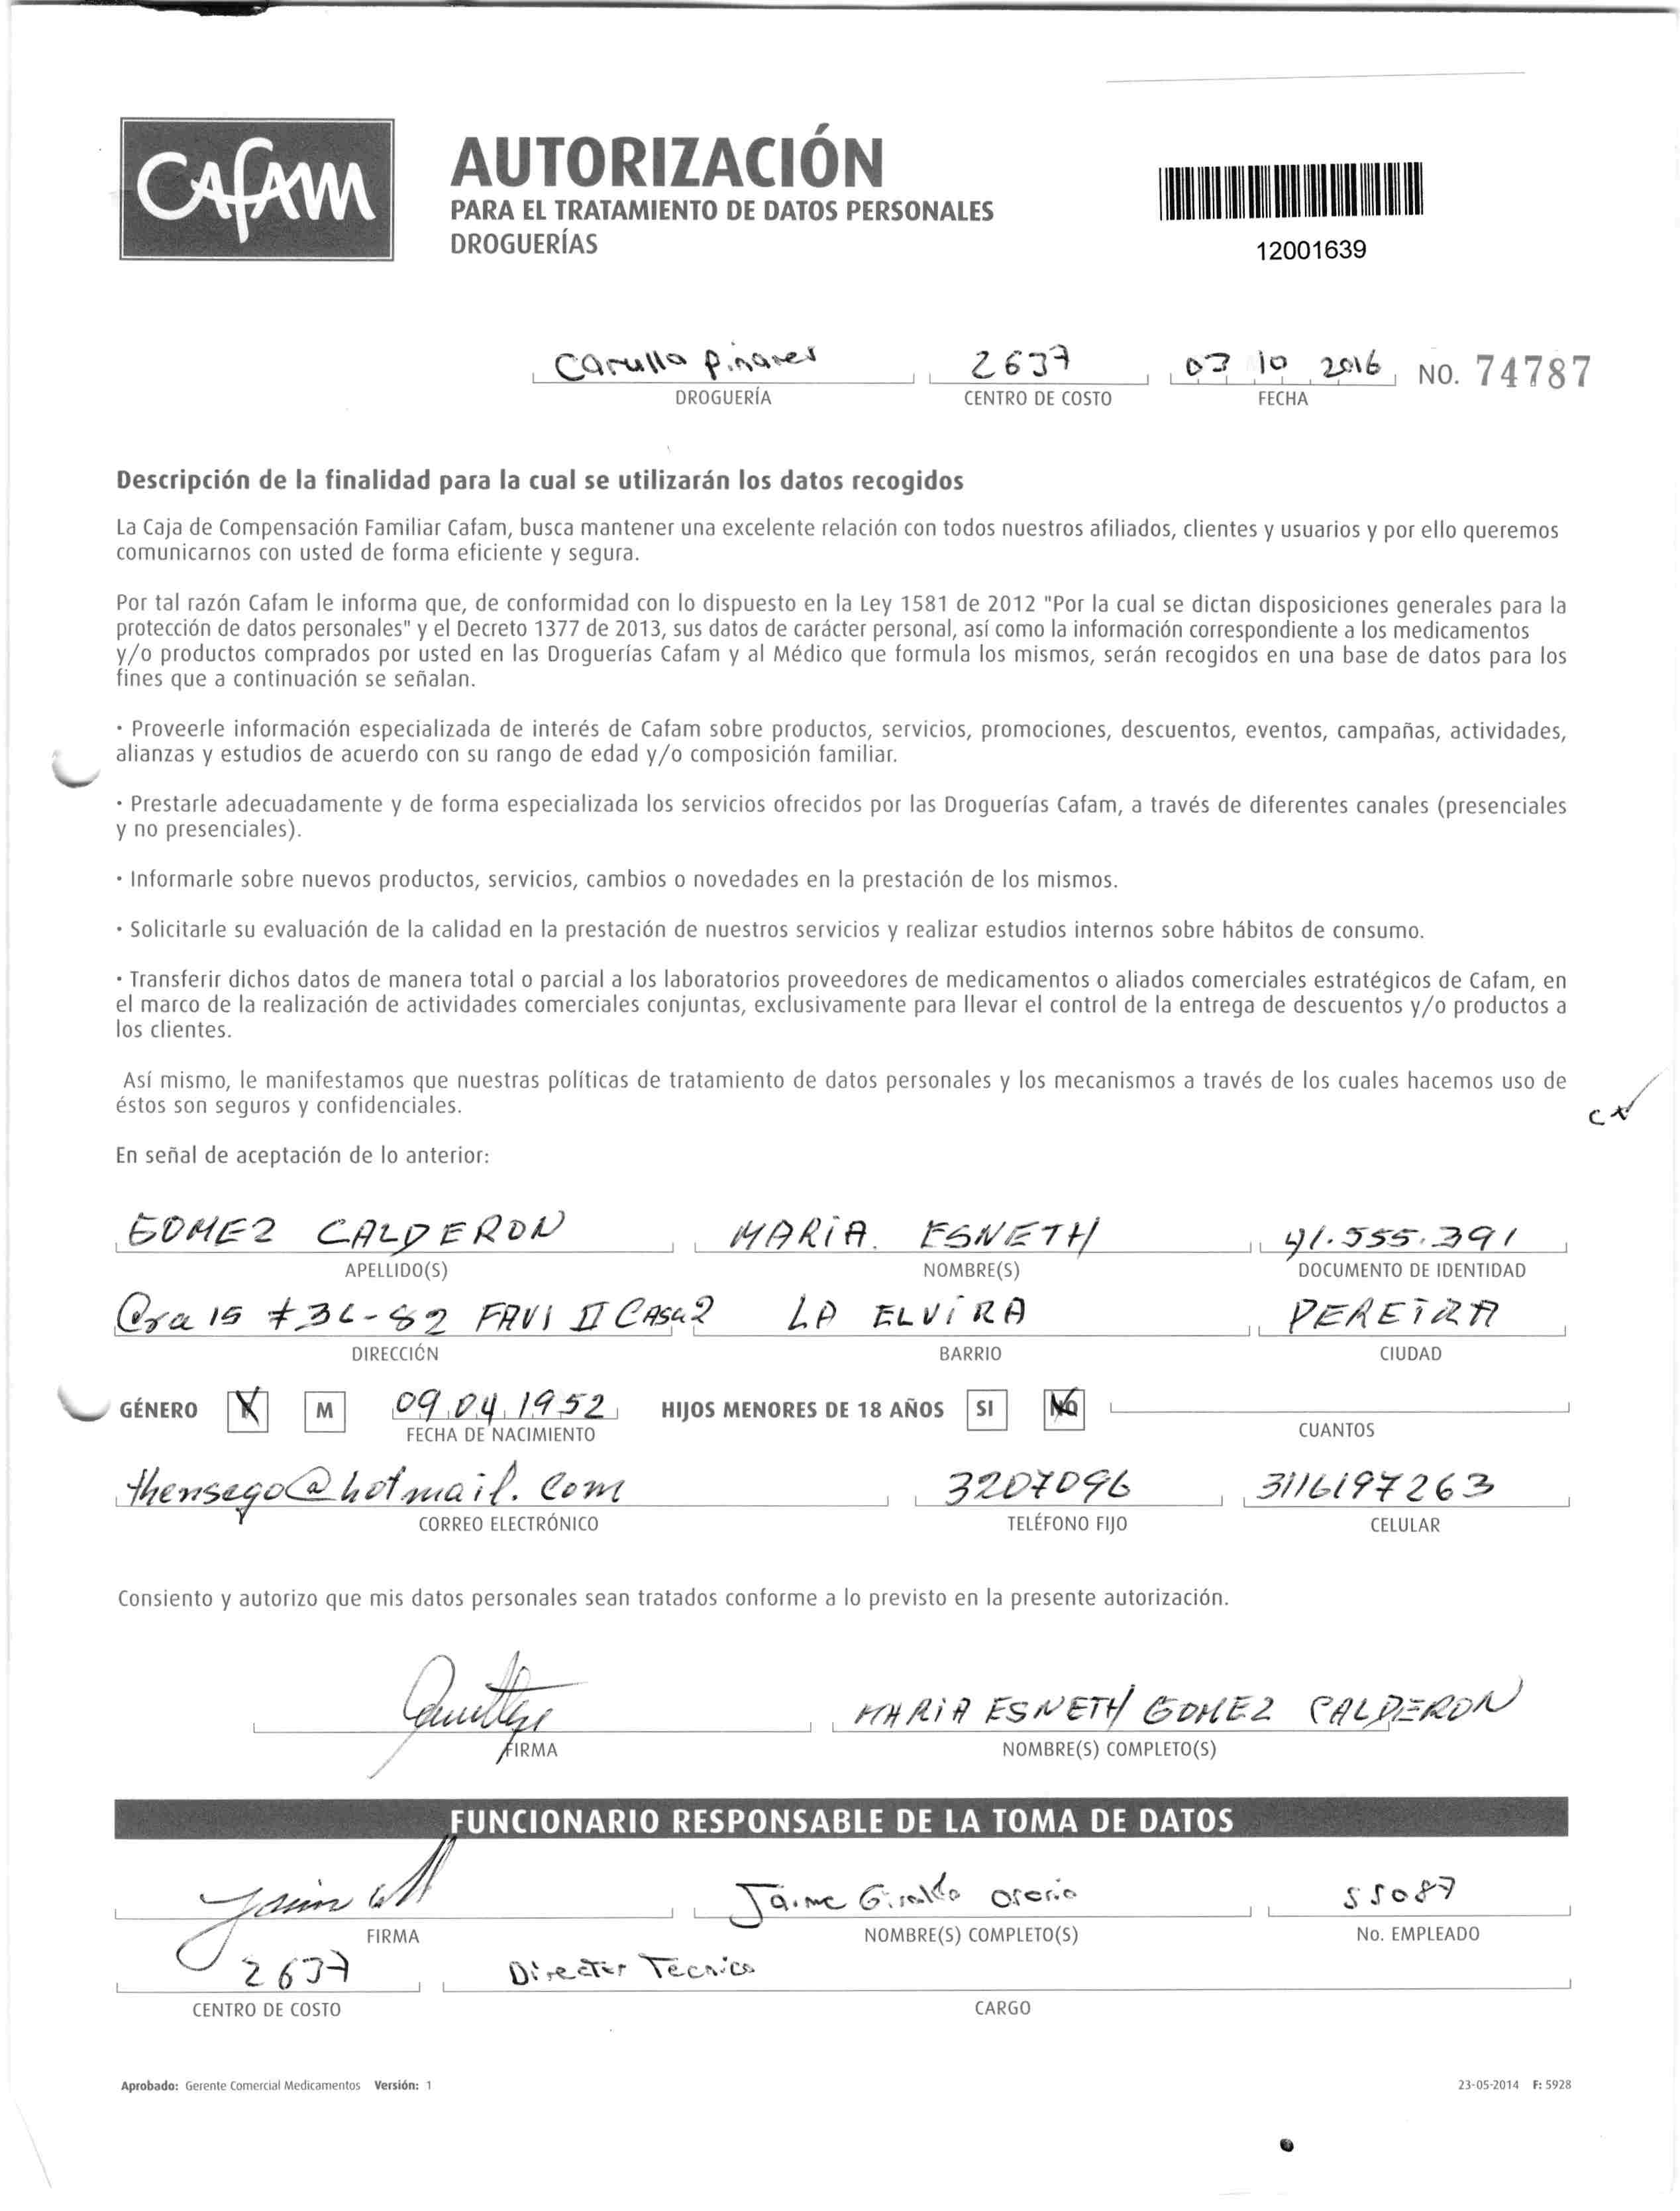 CAFAM
AUTORIZACIÓN
PARA EL TRATAMIENTO DE DATOS PERSONALES
DROGUERÍAS
12001639
Carulla Pinares 2637 03 10 2016 NO. 74787
DROGUERÍA CENTRO DE COSTO FECHA
Descripción de la finalidad para la cual se utilizarán los datos recogidos
La Caja de Compensación Familiar Cafam, busca mantener una excelente relación con todos nuestros afiliados, clientes y usuarios y por ello queremos
comunicarnos con usted de forma eficiente y segura.
Por tal razón Cafam le informa que, de conformidad con lo dispuesto en la Ley 1581 de 2012 "Por la cual se dictan disposiciones generales para la
protección de datos personales" y el Decreto 1377 de 2013, sus datos de carácter personal, así como la información correspondiente a los medicamentos
y/o productos comprados por usted en las Droguerías Cafam y al Médico que formula los mismos, serán recogidos en una base de datos para los
fines que a continuación se señalan.
· Proveerle información especializada de interés de Cafam sobre productos, servicios, promociones, descuentos, eventos, campañas, actividades,
alianzas y estudios de acuerdo con su rango de edad y/o composición familiar.
· Prestarle adecuadamente y de forma especializada los servicios ofrecidos por las Droguerías Cafam, a través de diferentes canales (presenciales
y no presenciales).
· Informarle sobre nuevos productos, servicios, cambios o novedades en la prestación de los mismos.
· Solicitarle su evaluación de la calidad en la prestación de nuestros servicios y realizar estudios internos sobre hábitos de consumo.
· Transferir dichos datos de manera total o parcial a los laboratorios proveedores de medicamentos o aliados comerciales estratégicos de Cafam, en
el marco de la realización de actividades comerciales conjuntas, exclusivamente para llevar el control de la entrega de descuentos y/o productos a
los clientes.
Así mismo, le manifestamos que nuestras políticas de tratamiento de datos personales y los mecanismos a través de los cuales hacemos uso de
éstos son seguros y confidenciales.
En señal de aceptación de lo anterior:
GOMEZ CALDERON MARIA ESNETH 41.555.391
APELLIDO(S) NOMBRE(S) DOCUMENTO DE IDENTIDAD
Cra 15 FAVI II CASA 2 LA ELVIRA PEREIRA
DIRECCIÓN BARRIO CIUDAD
GÉNERO M 09 04 1952 HIJOS MENORES DE 18 AÑOS SI NO
FECHA DE NACIMIENTO CUANTOS
thensego@hotmail.com 3207096 3116197263
CORREO ELECTRÓNICO TELÉFONO FIJO CELULAR
Consiento y autorizo que mis datos personales sean tratados conforme a lo previsto en la presente autorización.
MARIA ESNETH GOMEZ CALDERON
FIRMA NOMBRE(S) COMPLETO(S)
FUNCIONARIO RESPONSABLE DE LA TOMA DE DATOS
Jaime Giraldo Osorio 55087
FIRMA NOMBRE(S) COMPLETO(S) No. EMPLEADO
2637 Director Tecnico
CENTRO DE COSTO CARGO
Aprobado: Gerente Comercial Medicamentos Versión: 1 23-05-2014 F: 5928